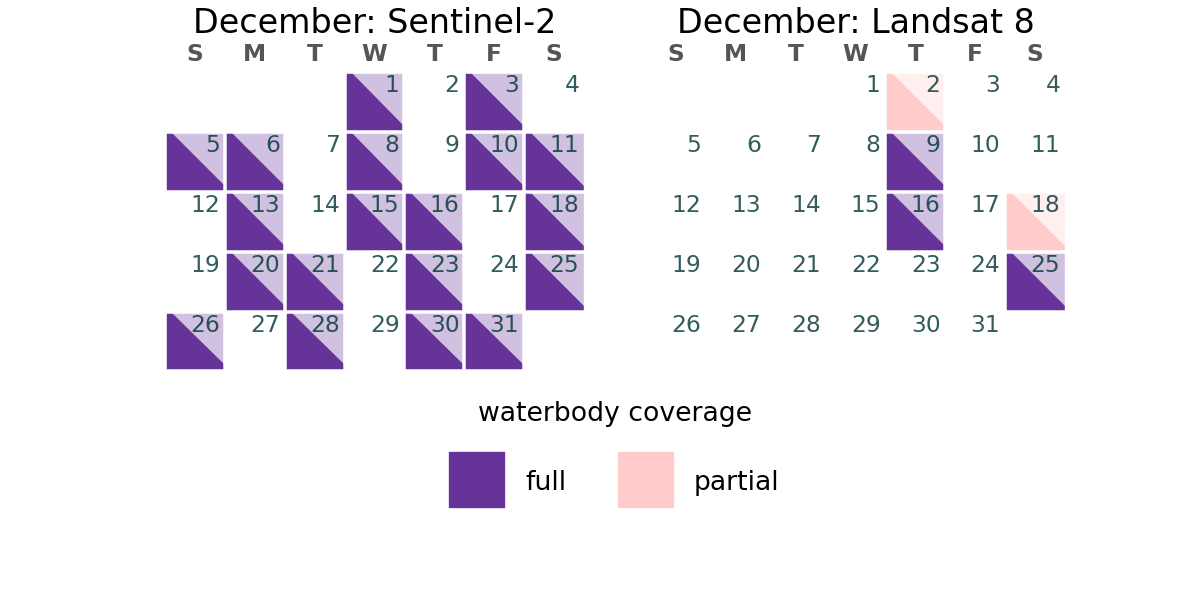 December: Sentinel-2
S M T W T F S
1 2 3 4
5 6 7 8 9 10 11
12 13 14 15 16 17 18
19 20 21 22 23 24 25
26 27 28 29 30 31
December: Landsat 8
S M T W T F S
1 2 3 4
5 6 7 8 9 10 11
12 13 14 15 16 17 18
19 20 21 22 23 24 25
26 27 28 29 30 31
waterbody coverage
full partial